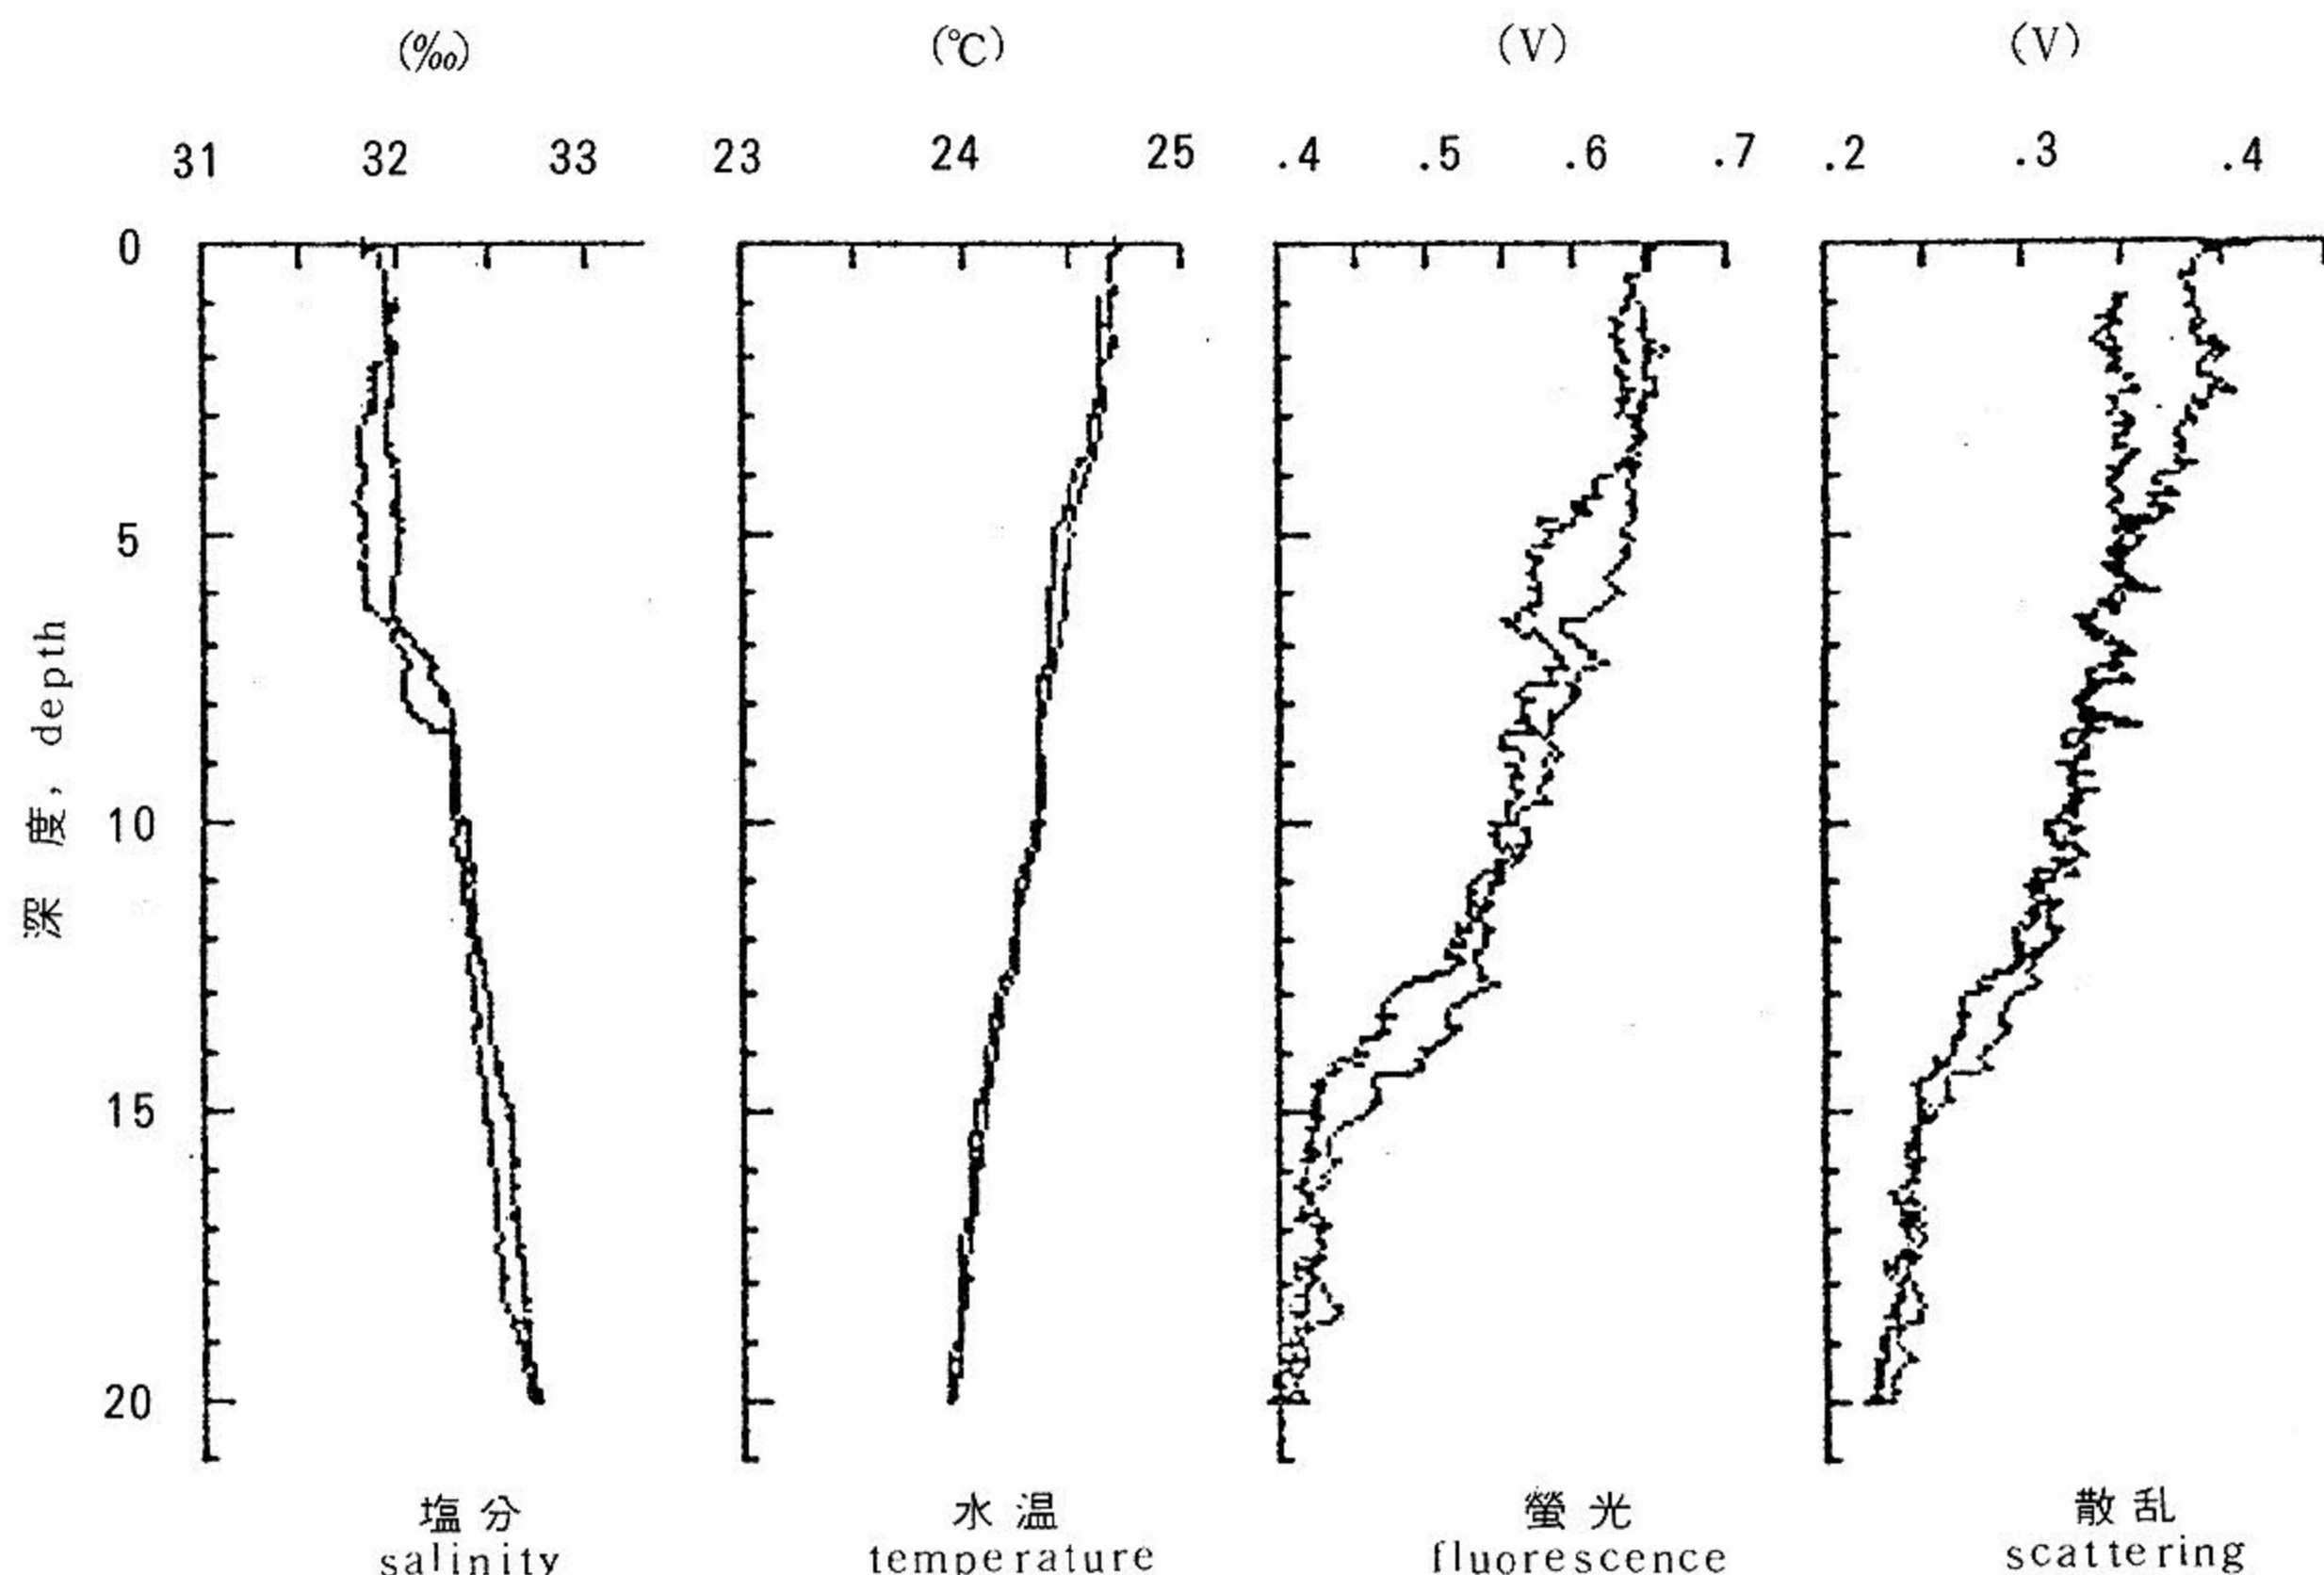 (‰) (℃) (V) (V)
31 32 33 23 24 25 .4 .5 .6 .7 .2 .3 .4
0
5
10
15
20
深度, depth
塩分 水温 螢光 散乱
salinity temperature fluorescence scattering